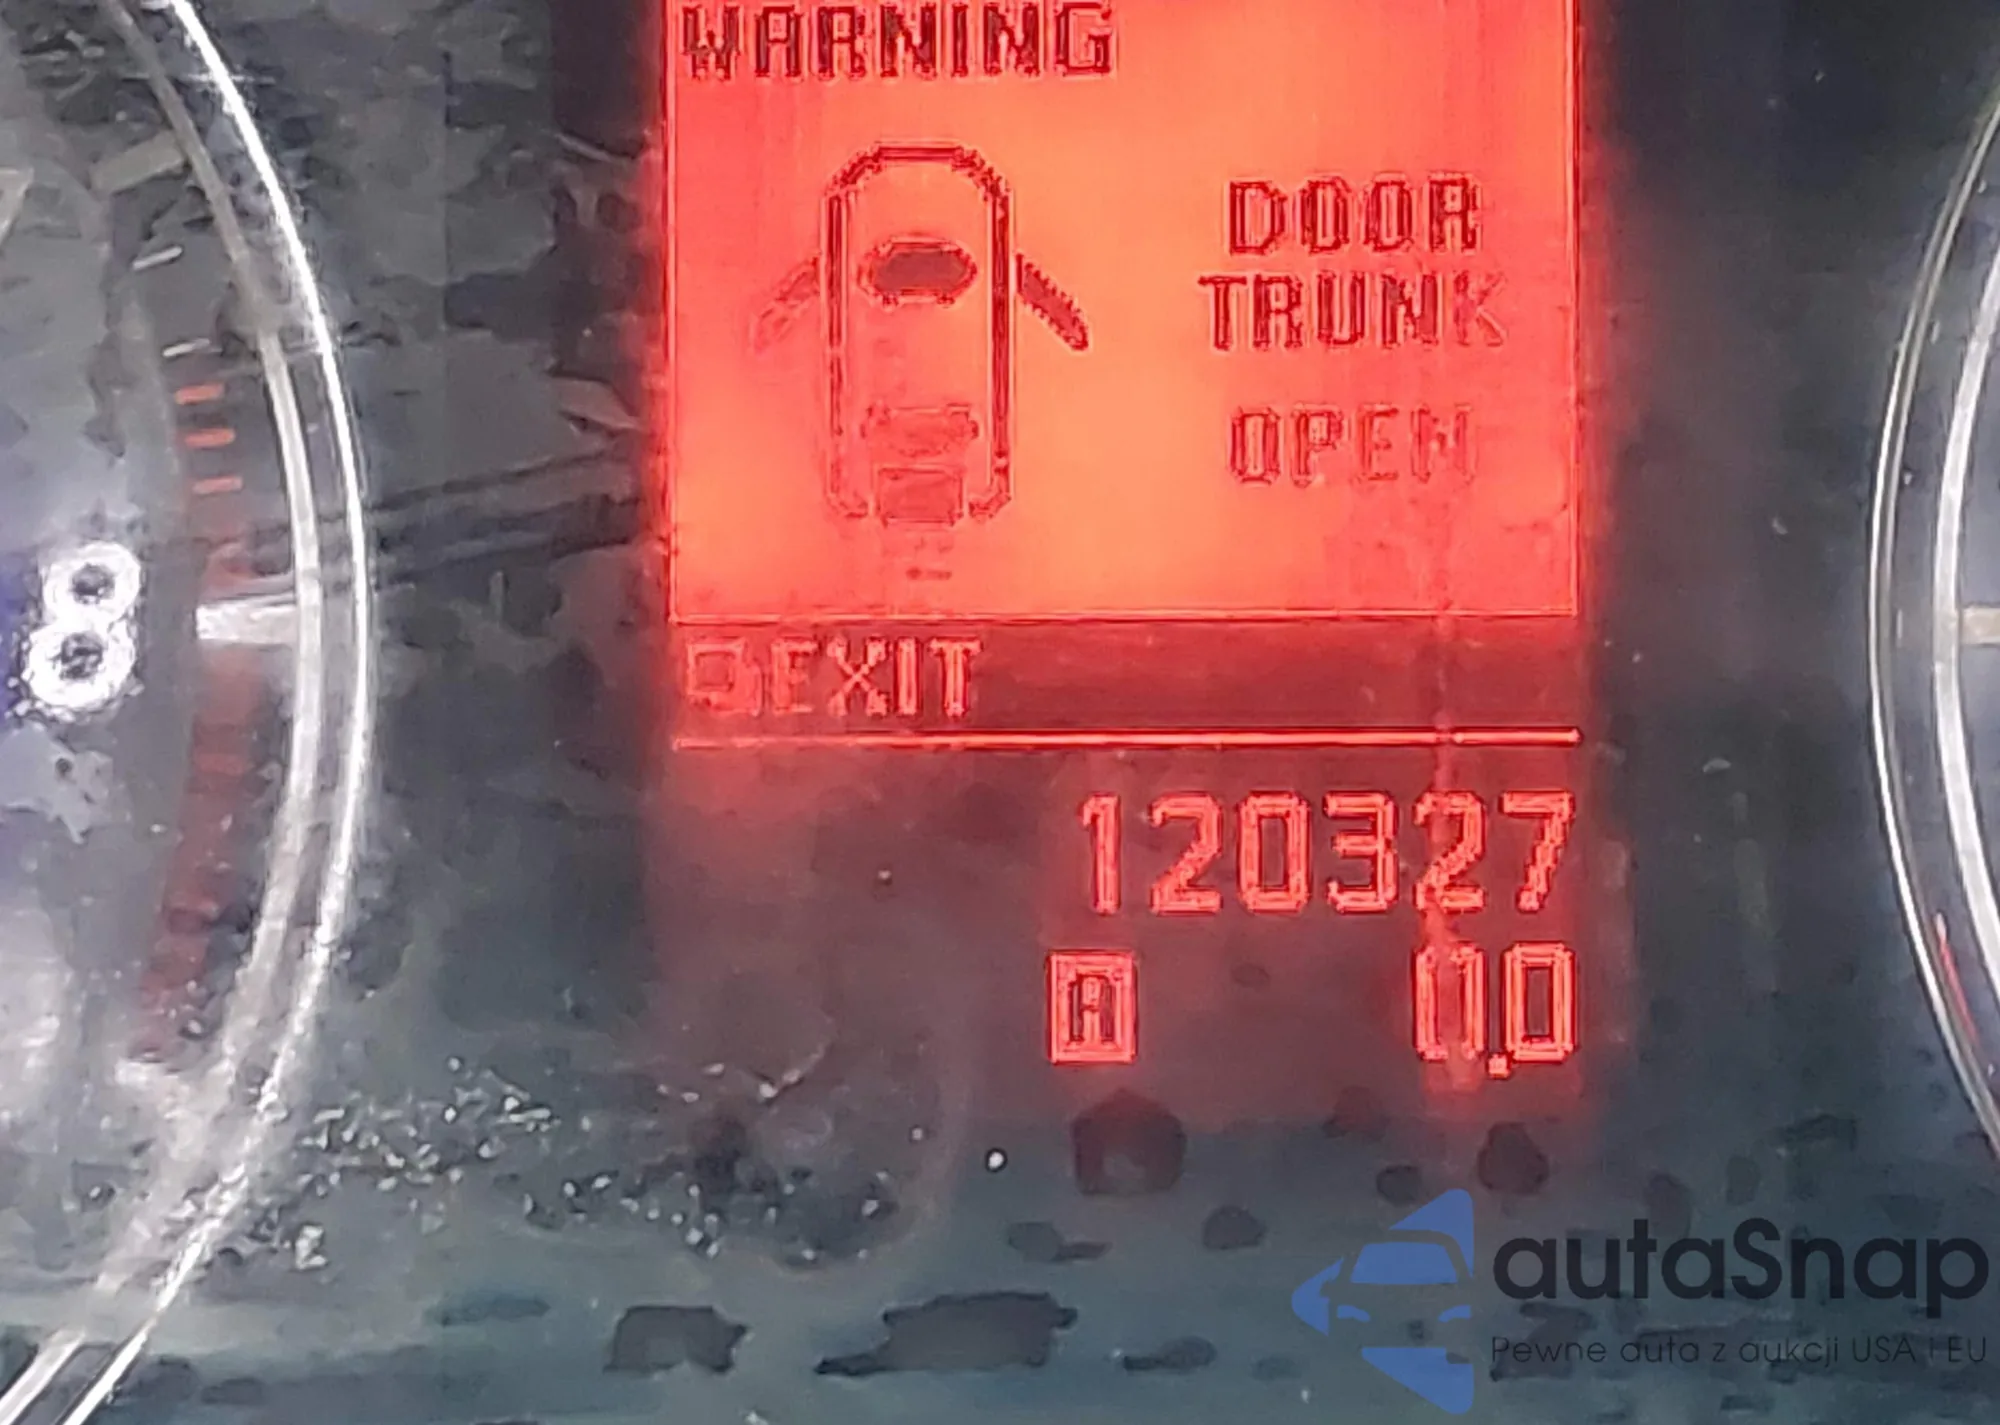 WARNING
DOOR
TRUNK
OPEN
EXIT
120327
A 0.0
8
autaSnap
Pewne auta z aukcji USA i EU